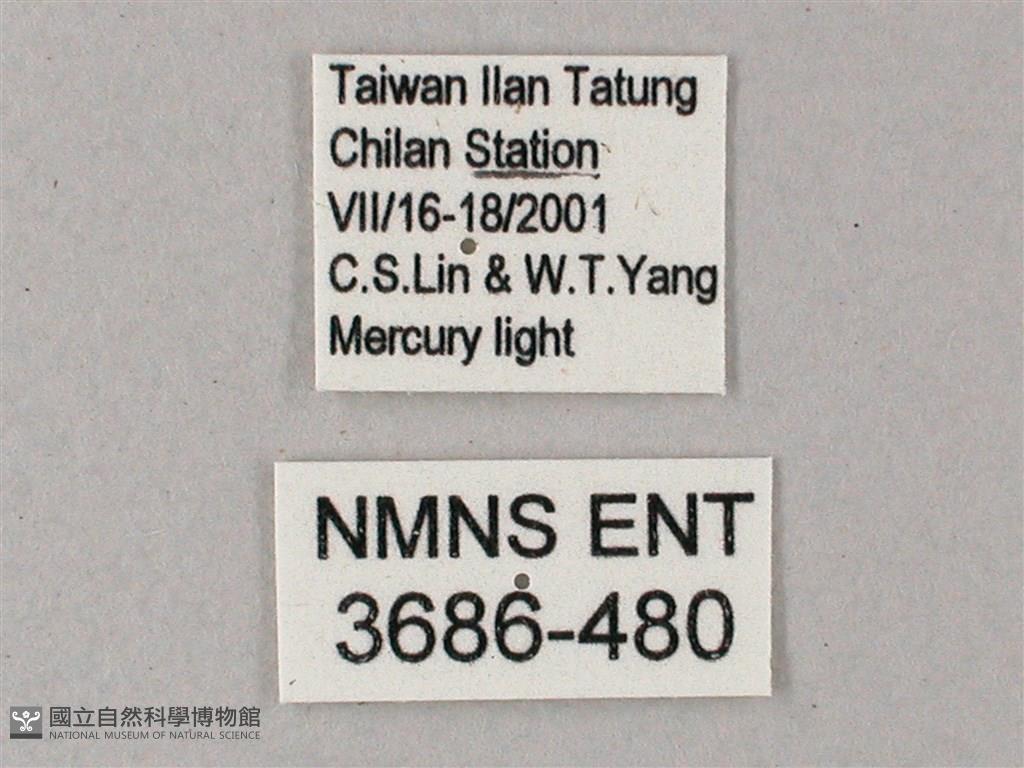 Taiwan Ilan Tatung
Chilan Station
VII/16-18/2001
C.S.Lin & W.T.Yang
Mercury light
NMNS ENT
3686-480
國立自然科學博物館
NATIONAL MUSEUM OF NATURAL SCIENCE